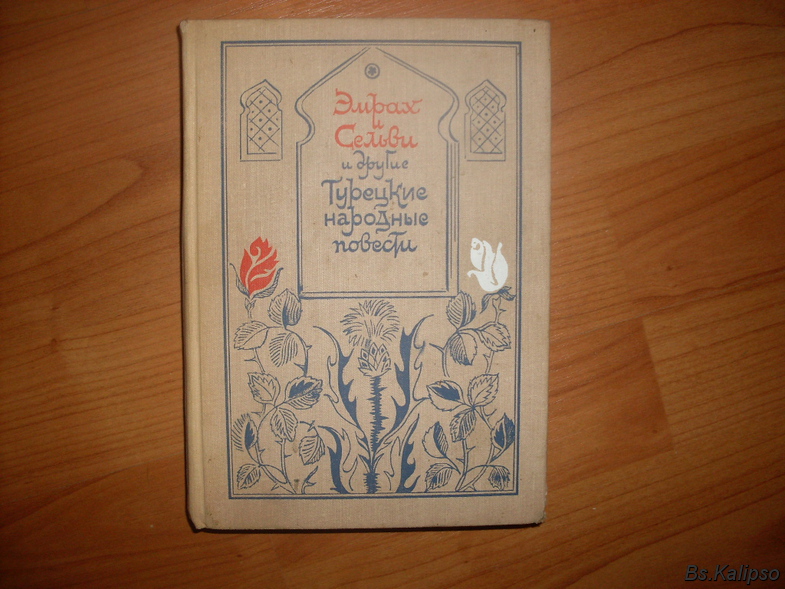 Эмрах
и
Сельви
и другие
Турецкие
народные
повести
Bs.Kalipso